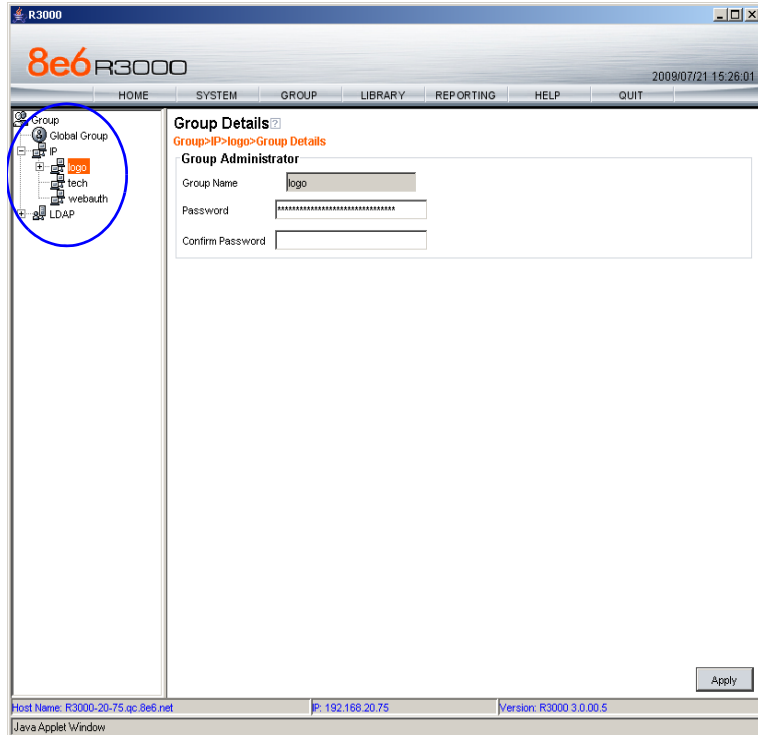 R3000
8e6 R3000
2009/07/21 15:26:01
HOME SYSTEM GROUP LIBRARY REPORTING HELP QUIT
Group
Global Group
IP
logo
tech
webauth
LDAP
Group Details?
Group>IP>logo>Group Details
Group Administrator
Group Name logo
Password *******************************
Confirm Password
Apply
Host Name: R3000-20-75.qc.8e6.net IP: 192.168.20.75 Version: R3000 3.0.00.5
Java Applet Window